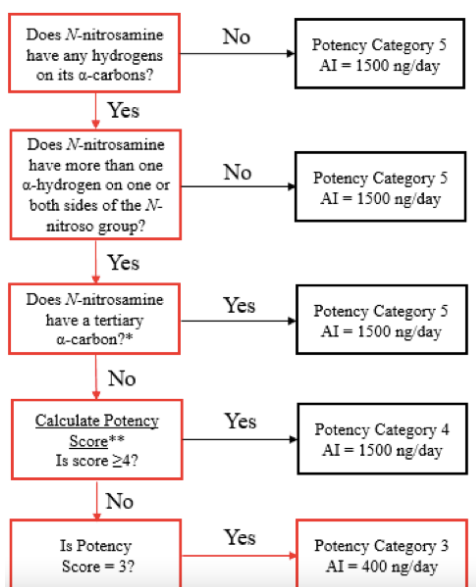 Does N-nitrosamine
have any hydrogens
on its α-carbons?
No
Potency Category 5
AI = 1500 ng/day
Yes
Does N-nitrosamine
have more than one
α-hydrogen on one or
both sides of the N-
nitroso group?
No
Potency Category 5
AI = 1500 ng/day
Yes
Does N-nitrosamine
have a tertiary
α-carbon?*
Yes
Potency Category 5
AI = 1500 ng/day
No
Calculate Potency
Score**
Is score ≥4?
Yes
Potency Category 4
AI = 1500 ng/day
No
Is Potency
Score = 3?
Yes
Potency Category 3
AI = 400 ng/day